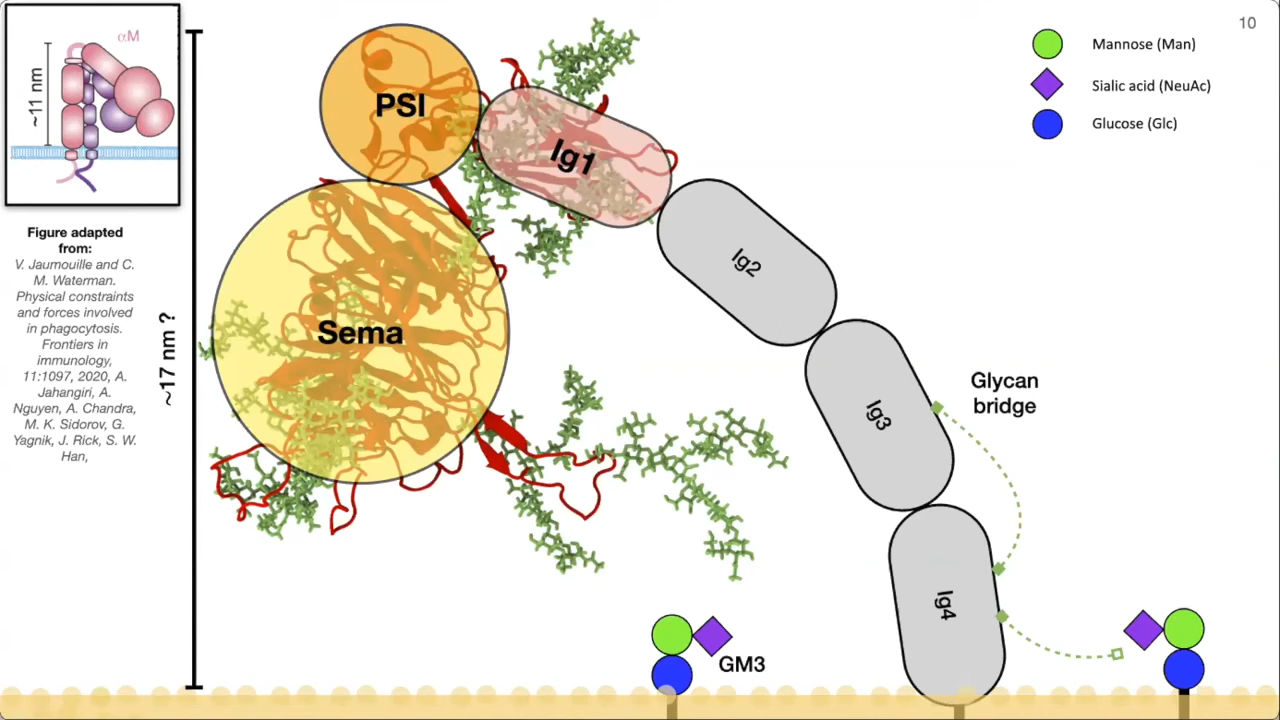 10
αM
~11 nm
Figure adapted
from:
V. Jaumouille and C.
M. Waterman.
Physical constraints
and forces involved
in phagocytosis.
Frontiers in
immunology,
11:1097, 2020, A.
Jahangiri, A.
Nguyen, A. Chandra,
M. K. Sidorov, G.
Yagnik, J. Rick, S. W.
Han,
~17 nm ?
PSI
Sema
Ig1
Ig2
Ig3
Ig4
Glycan
bridge
GM3
Mannose (Man)
Sialic acid (NeuAc)
Glucose (Glc)